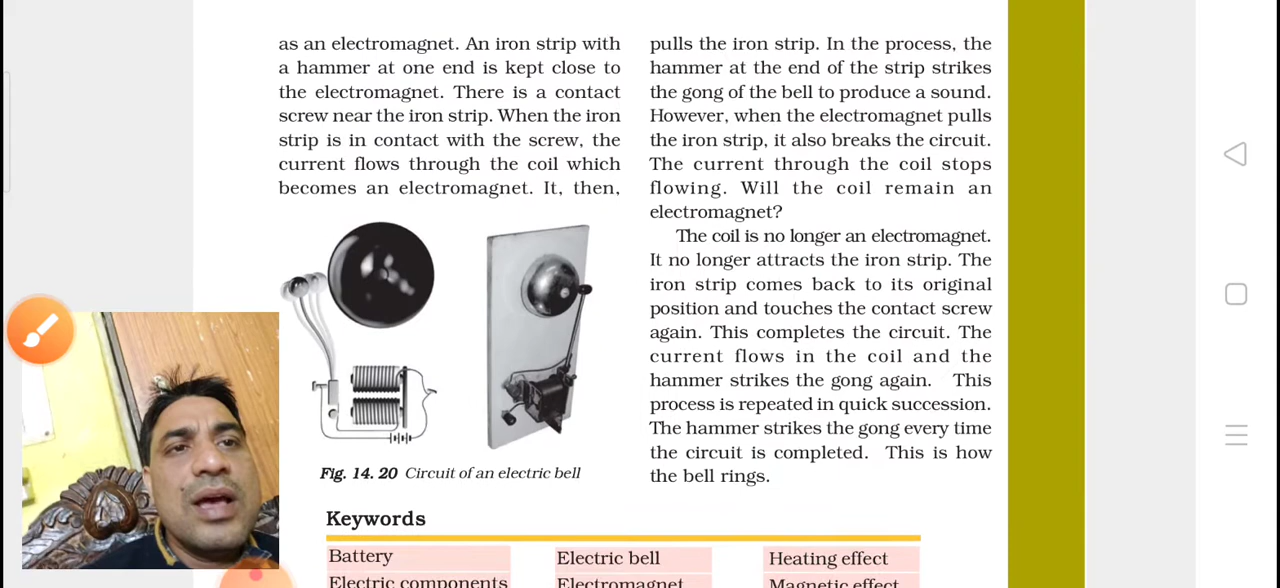 as an electromagnet. An iron strip with
a hammer at one end is kept close to
the electromagnet. There is a contact
screw near the iron strip. When the iron
strip is in contact with the screw, the
current flows through the coil which
becomes an electromagnet. It, then,
pulls the iron strip. In the process, the
hammer at the end of the strip strikes
the gong of the bell to produce a sound.
However, when the electromagnet pulls
the iron strip, it also breaks the circuit.
The current through the coil stops
flowing. Will the coil remain an
electromagnet?
The coil is no longer an electromagnet.
It no longer attracts the iron strip. The
iron strip comes back to its original
position and touches the contact screw
again. This completes the circuit. The
current flows in the coil and the
hammer strikes the gong again. This
process is repeated in quick succession.
The hammer strikes the gong every time
the circuit is completed. This is how
the bell rings.
Fig. 14. 20 Circuit of an electric bell
Keywords
Battery
Electric bell
Heating effect
Electric components
Electromagnet
Magnetic effect